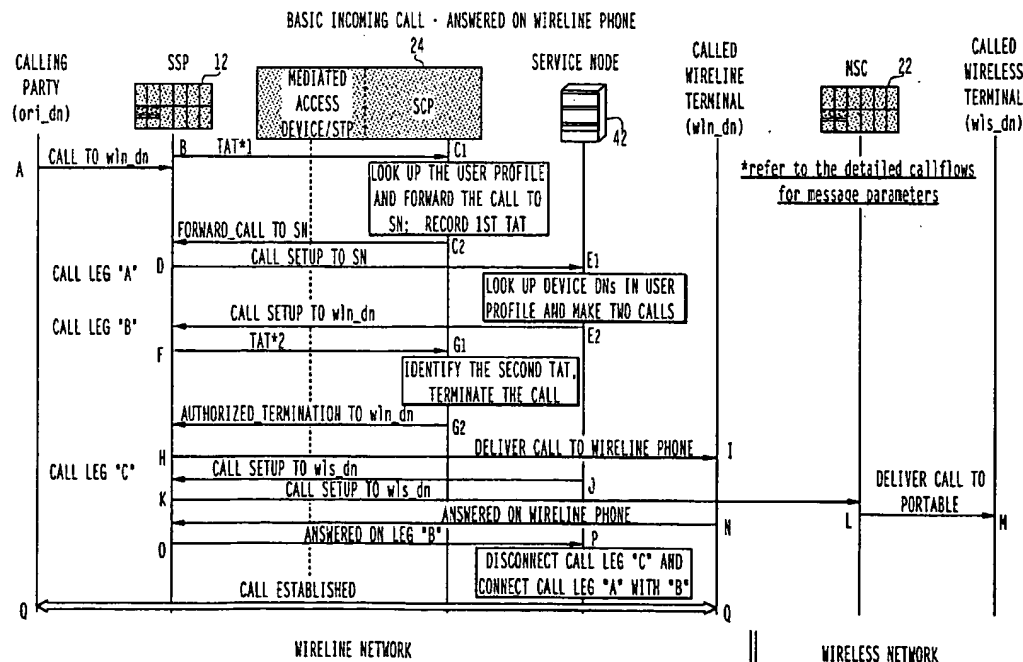 BASIC INCOMING CALL - ANSWERED ON WIRELINE PHONE
CALLING
PARTY
(ori_dn)
SSP
12
24
MEDIATED
ACCESS
DEVICE/STP
SCP
SERVICE NODE
42
CALLED
WIRELINE
TERMINAL
(wln_dn)
NSC
22
CALLED
WIRELESS
TERMINAL
(wls_dn)
A
CALL TO wln_dn
B
TAT*1
C1
*refer to the detailed callflows
for message parameters
LOOK UP THE USER PROFILE
AND FORWARD THE CALL TO
SN; RECORD 1ST TAT
FORWARD_CALL TO SN
C2
CALL LEG "A"
D
CALL SETUP TO SN
E1
LOOK UP DEVICE DNs IN USER
PROFILE AND MAKE TWO CALLS
CALL LEG "B"
CALL SETUP TO wln_dn
E2
F
TAT*2
G1
IDENTIFY THE SECOND TAT,
TERMINATE THE CALL
AUTHORIZED_TERMINATION TO wln_dn
G2
H
DELIVER CALL TO WIRELINE PHONE
I
CALL LEG "C"
CALL SETUP TO wls_dn
J
K
CALL SETUP TO wls_dn
L
DELIVER CALL TO
PORTABLE
M
ANSWERED ON WIRELINE PHONE
N
O
ANSWERED ON LEG "B"
P
DISCONNECT CALL LEG "C" AND
CONNECT CALL LEG "A" WITH "B"
Q
CALL ESTABLISHED
Q
WIRELINE NETWORK
WIRELESS NETWORK